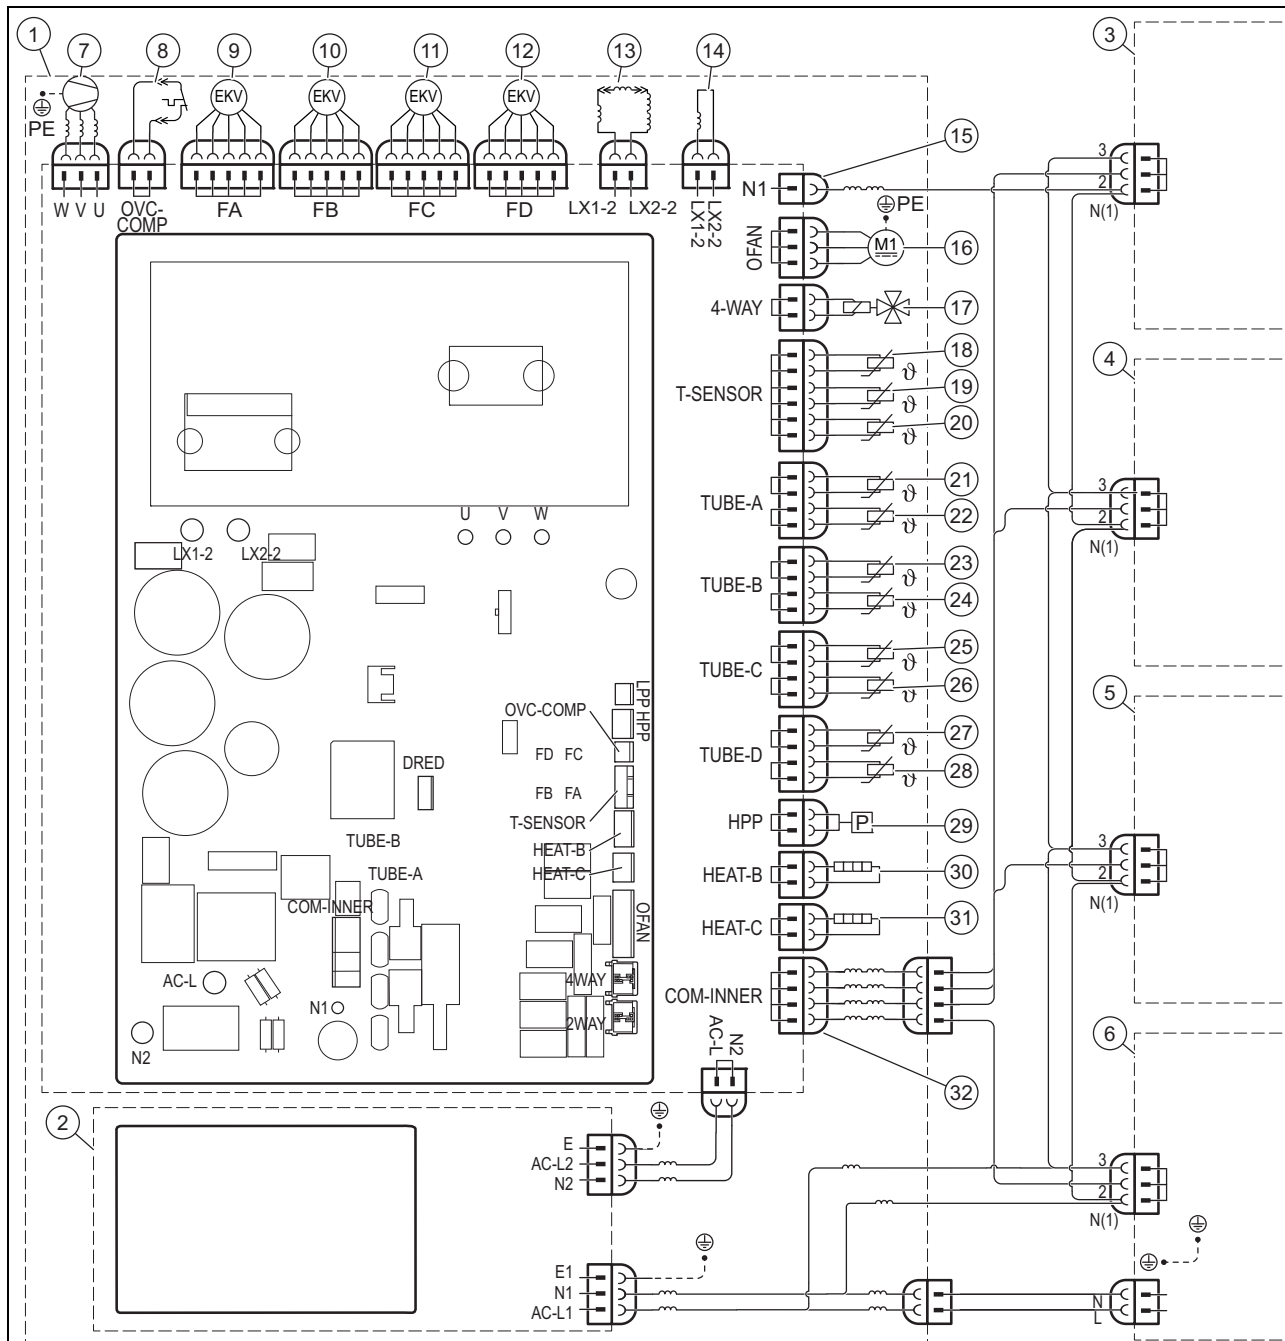 1 7 8 9 10 11 12 13 14 3
EKV EKV EKV EKV
PE
15
3
2
N(1)
N1
W V U OVC-COMP FA FB FC FD LX1-2 LX2-2 LX1-2 LX2-2
PE
OFAN M1 16
4-WAY 17
4
T-SENSOR
18 ϑ
19 ϑ
20 ϑ
TUBE-A
21 ϑ
22 ϑ
3
2
N(1)
U V W
LX1-2 LX2-2
TUBE-B
23 ϑ
24 ϑ
TUBE-C
25 ϑ
26 ϑ
5
LPP HPP
OVC-COMP
FD FC
TUBE-D
27 ϑ
28 ϑ
DRED
FB FA
T-SENSOR
HPP P 29
TUBE-B
HEAT-B
HEAT-C
TUBE-A
HEAT-B 30
3
2
N(1)
COM-INNER
OFAN
HEAT-C 31
AC-L
4WAY
COM-INNER
N1
2WAY
N2
AC-L N2
6
32
2
E
AC-L2
N2
3
2
N(1)
E1
N1
AC-L1
N
L